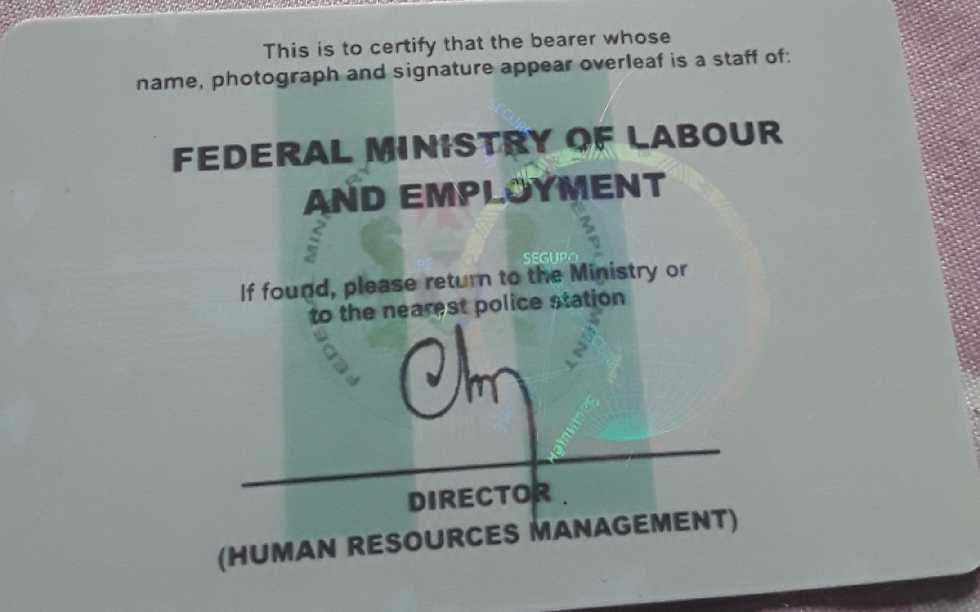 This is to certify that the bearer whose
name, photograph and signature appear overleaf is a staff of:
FEDERAL MINISTRY OF LABOUR
AND EMPLOYMENT
If found, please return to the Ministry or
to the nearest police station
DIRECTOR
(HUMAN RESOURCES MANAGEMENT)